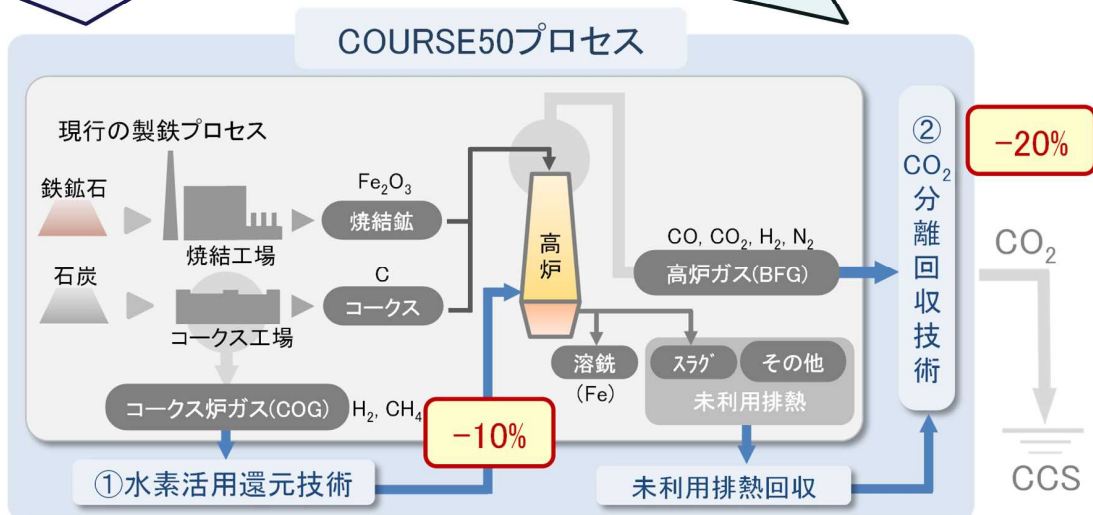 COURSE50プロセス
現行の製鉄プロセス
鉄鉱石
焼結工場
Fe₂O₃
焼結鉱
石炭
コークス工場
C
コークス
高炉
CO, CO₂, H₂, N₂
高炉ガス(BFG)
溶銑
(Fe)
スラグ
その他
未利用排熱
コークス炉ガス(COG)
H₂, CH₄
-10%
①水素活用還元技術
未利用排熱回収
②
CO₂
分離回収技術
-20%
CO₂
CCS